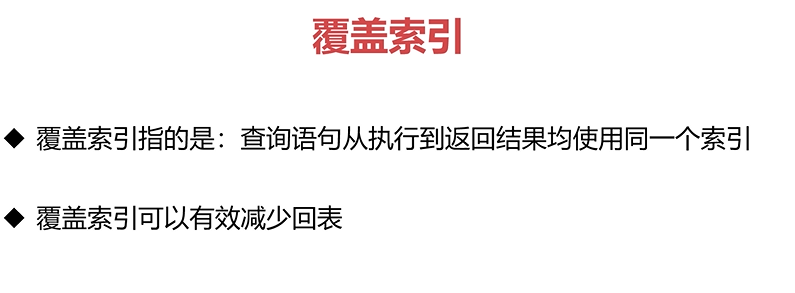 覆盖索引
◆ 覆盖索引指的是：查询语句从执行到返回结果均使用同一个索引
◆ 覆盖索引可以有效减少回表